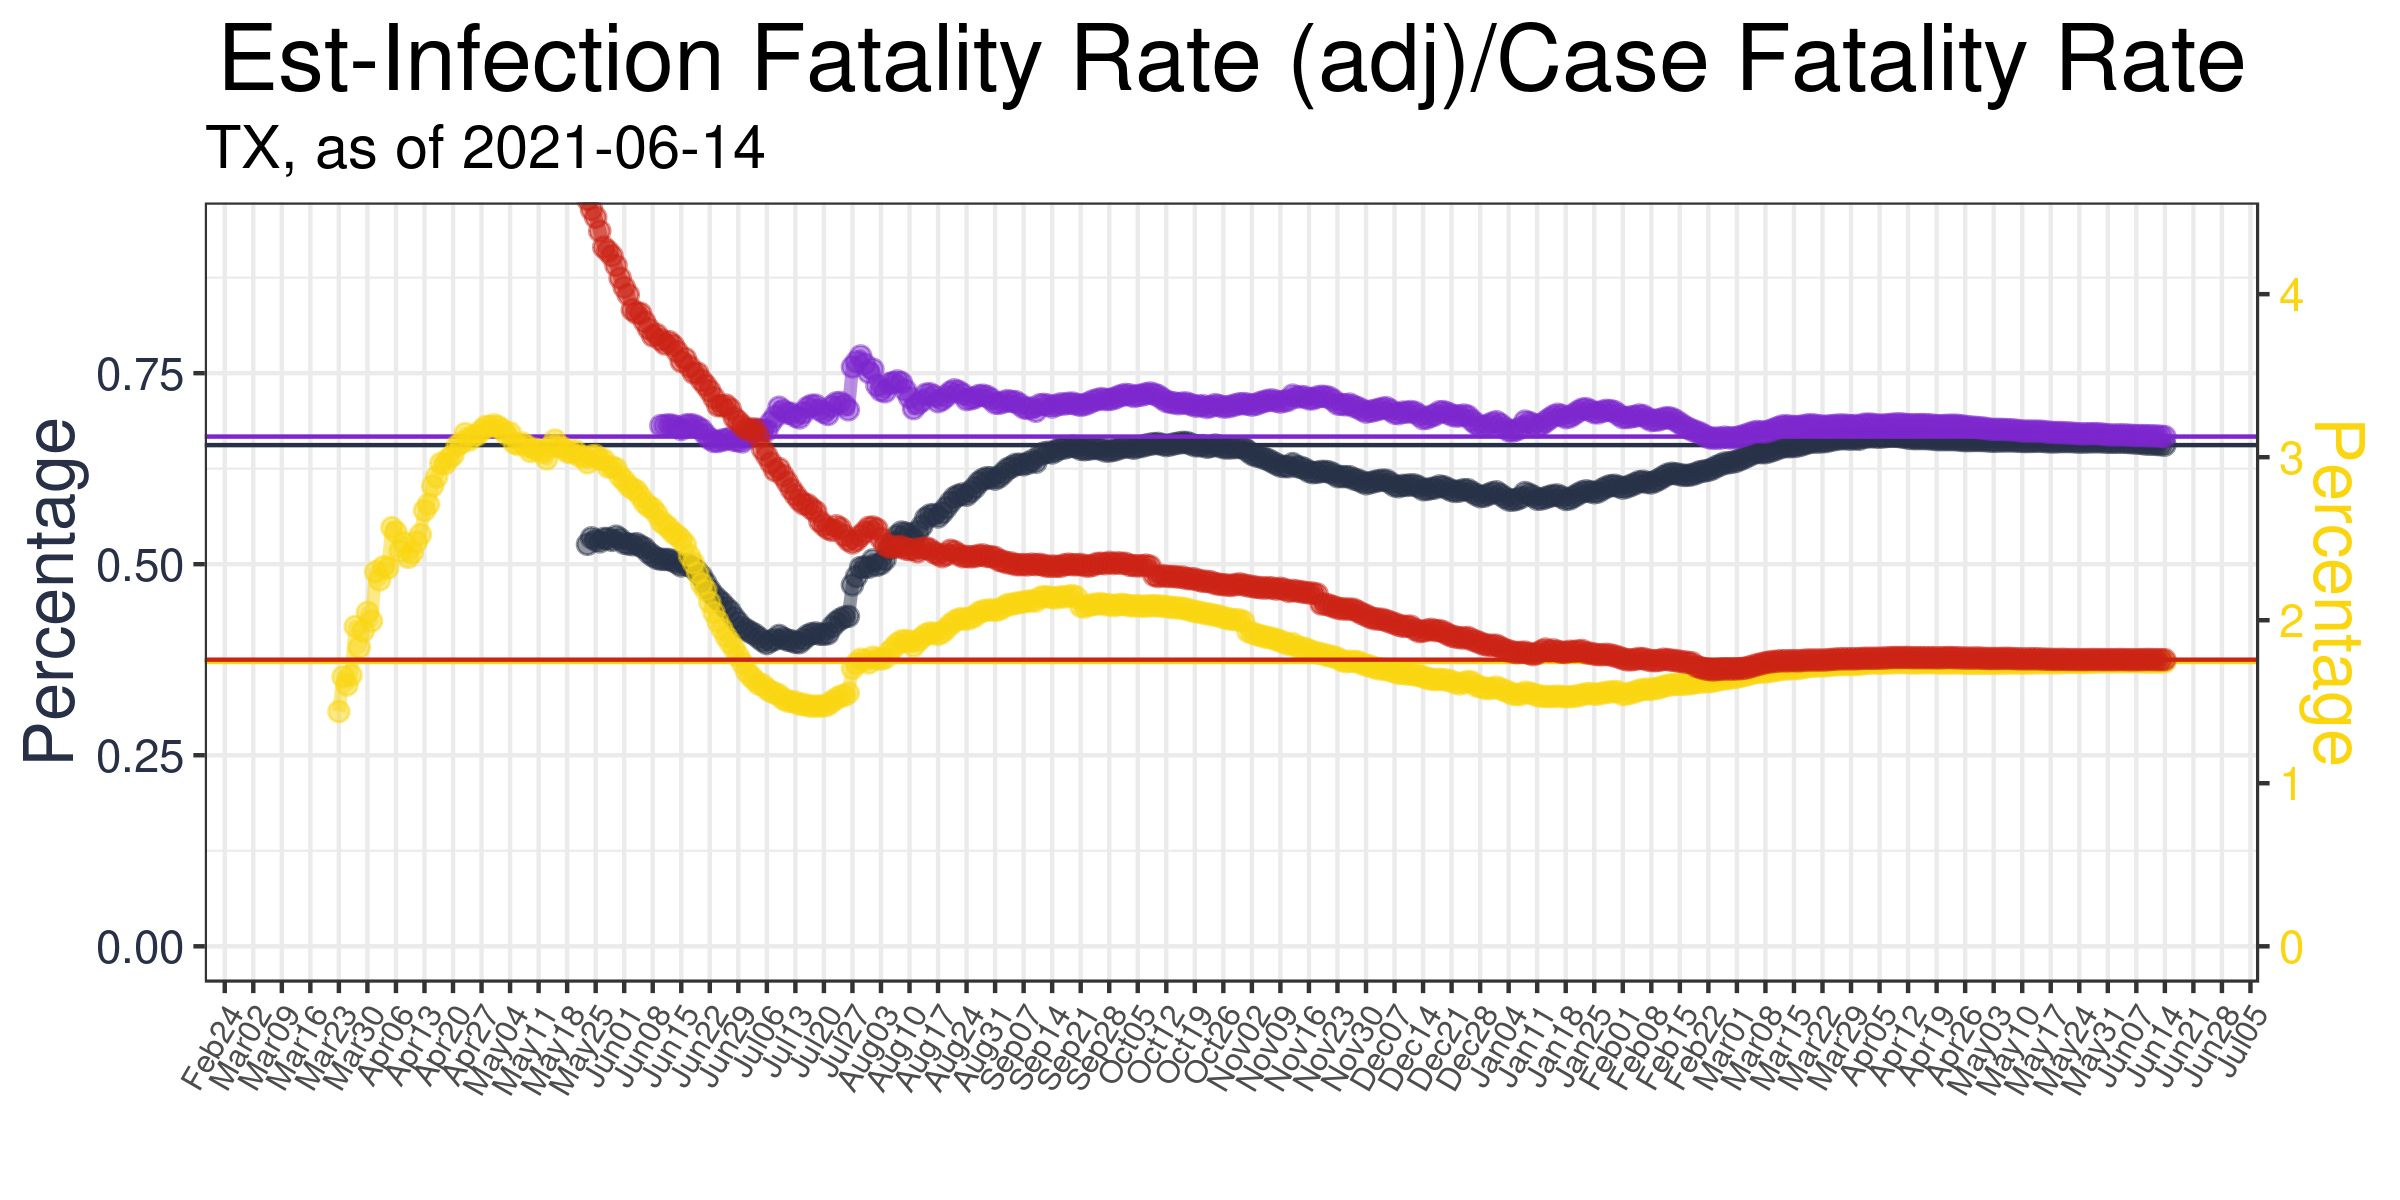 Est-Infection Fatality Rate (adj)/Case Fatality Rate
TX, as of 2021-06-14
Percentage
0.75
0.50
0.25
0.00
4
3
2
1
0
Percentage
Feb24
Mar02
Mar09
Mar16
Mar23
Mar30
Apr06
Apr13
Apr20
Apr27
May04
May11
May18
May25
Jun01
Jun08
Jun15
Jun22
Jun29
Jul06
Jul13
Jul20
Jul27
Aug03
Aug10
Aug17
Aug24
Aug31
Sep07
Sep14
Sep21
Sep28
Oct05
Oct12
Oct19
Oct26
Nov02
Nov09
Nov16
Nov23
Nov30
Dec07
Dec14
Dec21
Dec28
Jan04
Jan11
Jan18
Jan25
Feb01
Feb08
Feb15
Feb22
Mar01
Mar08
Mar15
Mar22
Mar29
Apr05
Apr12
Apr19
Apr26
May03
May10
May17
May24
May31
Jun07
Jun14
Jun21
Jun28
Jul05